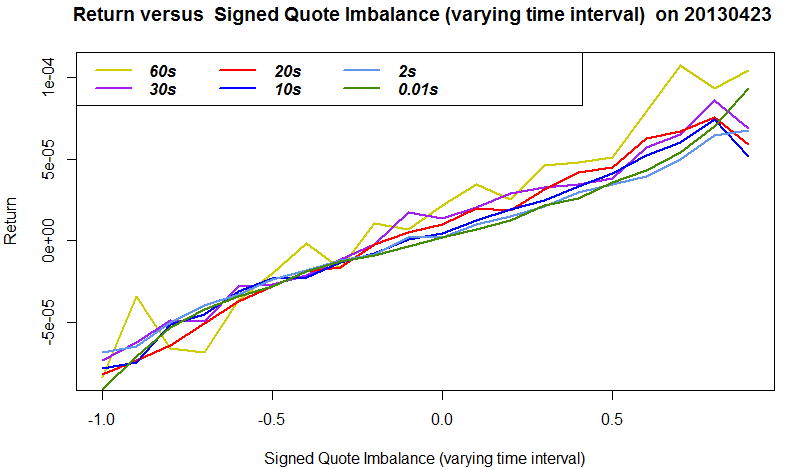 Return versus  Signed Quote Imbalance (varying time interval)  on 20130423
60s 20s 2s
30s 10s 0.01s
1e-04
5e-05
0e+00
-5e-05
Return
-1.0 -0.5 0.0 0.5
Signed Quote Imbalance (varying time interval)